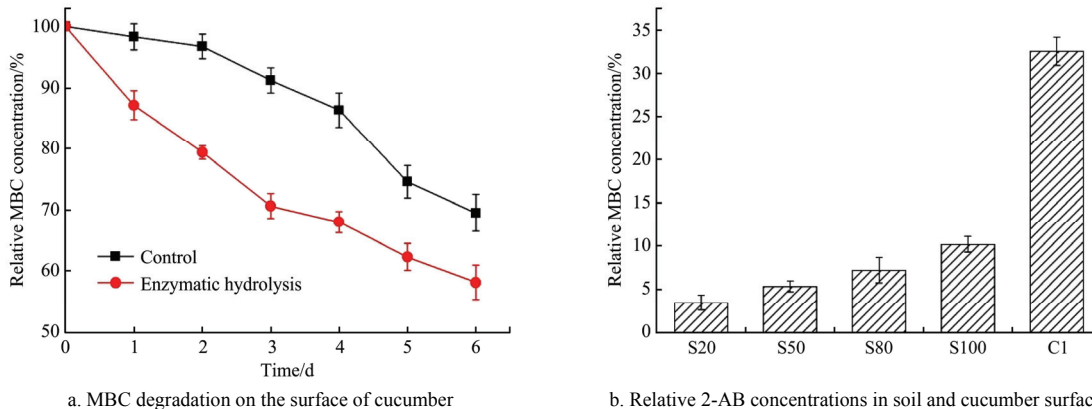 100
90
80
70
60
50
Relative MBC concentration/%
Control
Enzymatic hydrolysis
0 1 2 3 4 5 6
Time/d
a. MBC degradation on the surface of cucumber
35
30
25
20
15
10
5
0
Relative MBC concentration/%
S20 S50 S80 S100 C1
b. Relative 2-AB concentrations in soil and cucumber